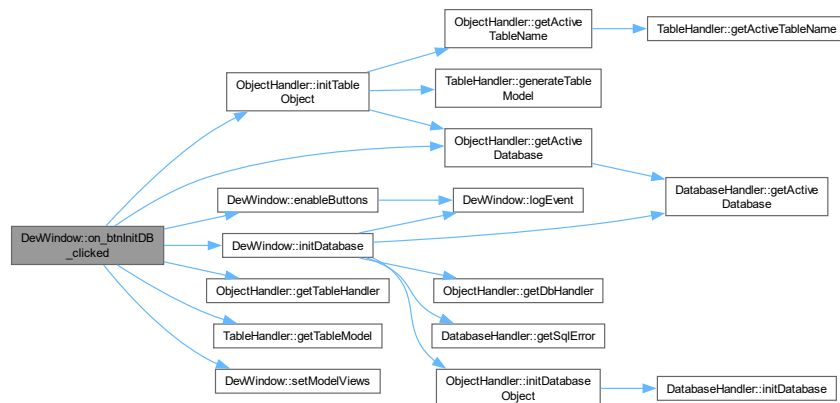 DewWindow::on_btnInitDB
_clicked
ObjectHandler::initTable
Object
ObjectHandler::getActive
TableName
TableHandler::getActiveTableName
TableHandler::generateTable
Model
ObjectHandler::getActive
Database
DatabaseHandler::getActive
Database
DewWindow::enableButtons
DewWindow::logEvent
DewWindow::initDatabase
ObjectHandler::getDbHandler
DatabaseHandler::getSqlError
ObjectHandler::initDatabase
Object
DatabaseHandler::initDatabase
ObjectHandler::getTableHandler
TableHandler::getTableModel
DewWindow::setModelViews